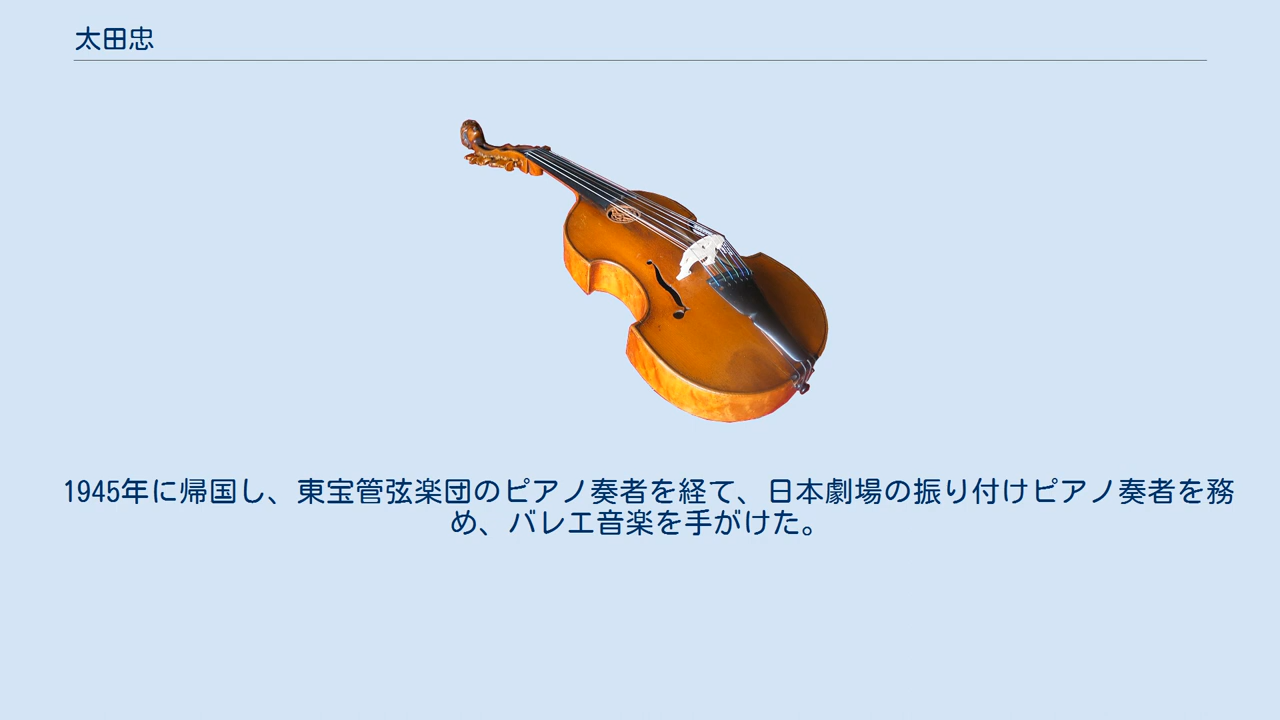 太田忠
1945年に帰国し、東宝管弦楽団のピアノ奏者を経て、日本劇場の振り付けピアノ奏者を務
め、バレエ音楽を手がけた。